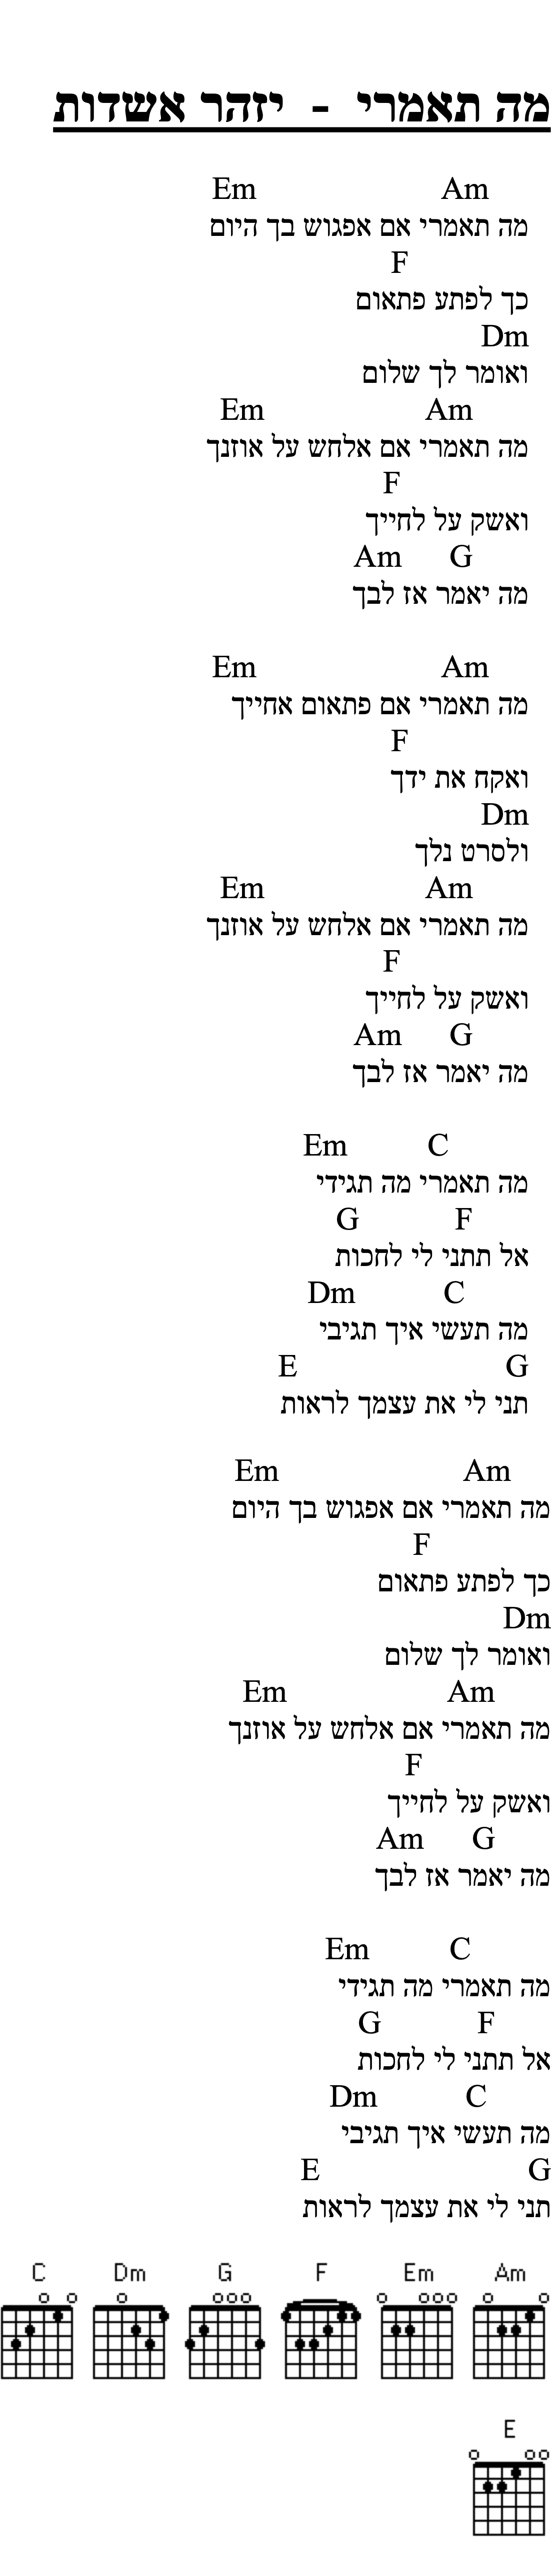 מה תאמרי - יזהר אשדות
Am Em
מה תאמרי אם אפגוש בך היום
F
כך לפתע פתאום
Dm
ואומר לך שלום
Am Em
מה תאמרי אם אלחש על אוזנך
F
ואשק על לחייך
G Am
מה יאמר אז לבך
Am Em
מה תאמרי אם פתאום אחייך
F
ואקח את ידך
Dm
ולסרט נלך
Am Em
מה תאמרי אם אלחש על אוזנך
F
ואשק על לחייך
G Am
מה יאמר אז לבך
C Em
מה תאמרי מה תגידי
F G
אל תתני לי לחכות
C Dm
מה תעשי איך תגיבי
G E
תני לי את עצמך לראות
Am Em
מה תאמרי אם אפגוש בך היום
F
כך לפתע פתאום
Dm
ואומר לך שלום
Am Em
מה תאמרי אם אלחש על אוזנך
F
ואשק על לחייך
G Am
מה יאמר אז לבך
C Em
מה תאמרי מה תגידי
F G
אל תתני לי לחכות
C Dm
מה תעשי איך תגיבי
G E
תני לי את עצמך לראות
C Dm G F Em Am
E